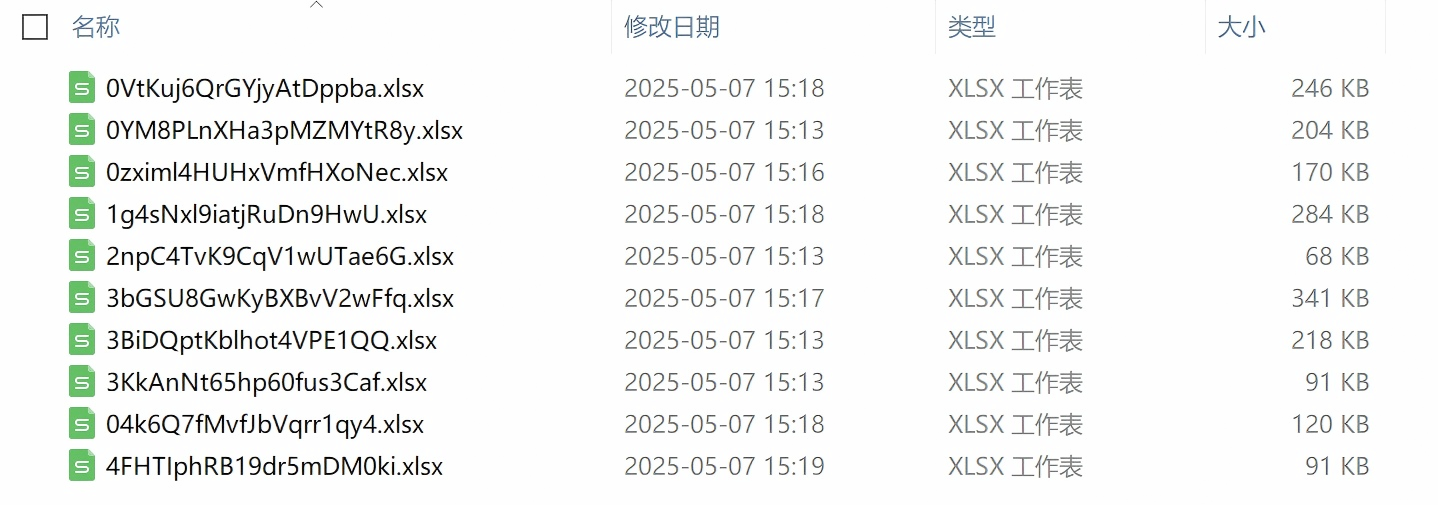 名称 修改日期 类型 大小
0VtKuj6QrGYjyAtDppba.xlsx 2025-05-07 15:18 XLSX 工作表 246 KB
0YM8PLnXHa3pMZMYtR8y.xlsx 2025-05-07 15:13 XLSX 工作表 204 KB
0ziml4HUHxVmfHXoNec.xlsx 2025-05-07 15:16 XLSX 工作表 170 KB
1g4sNxl9iatjRuDn9HwU.xlsx 2025-05-07 15:18 XLSX 工作表 284 KB
2npC4TvK9CqV1wUTae6G.xlsx 2025-05-07 15:13 XLSX 工作表 68 KB
3bGSU8GwKyBXBvV2wFfq.xlsx 2025-05-07 15:17 XLSX 工作表 341 KB
3BiDQptKblhot4VPE1QQ.xlsx 2025-05-07 15:13 XLSX 工作表 218 KB
3KkAnNt65hp60fus3Caf.xlsx 2025-05-07 15:13 XLSX 工作表 91 KB
04k6Q7fMvfJbVqrr1qy4.xlsx 2025-05-07 15:18 XLSX 工作表 120 KB
4FHTIphRB19dr5mDM0ki.xlsx 2025-05-07 15:19 XLSX 工作表 91 KB